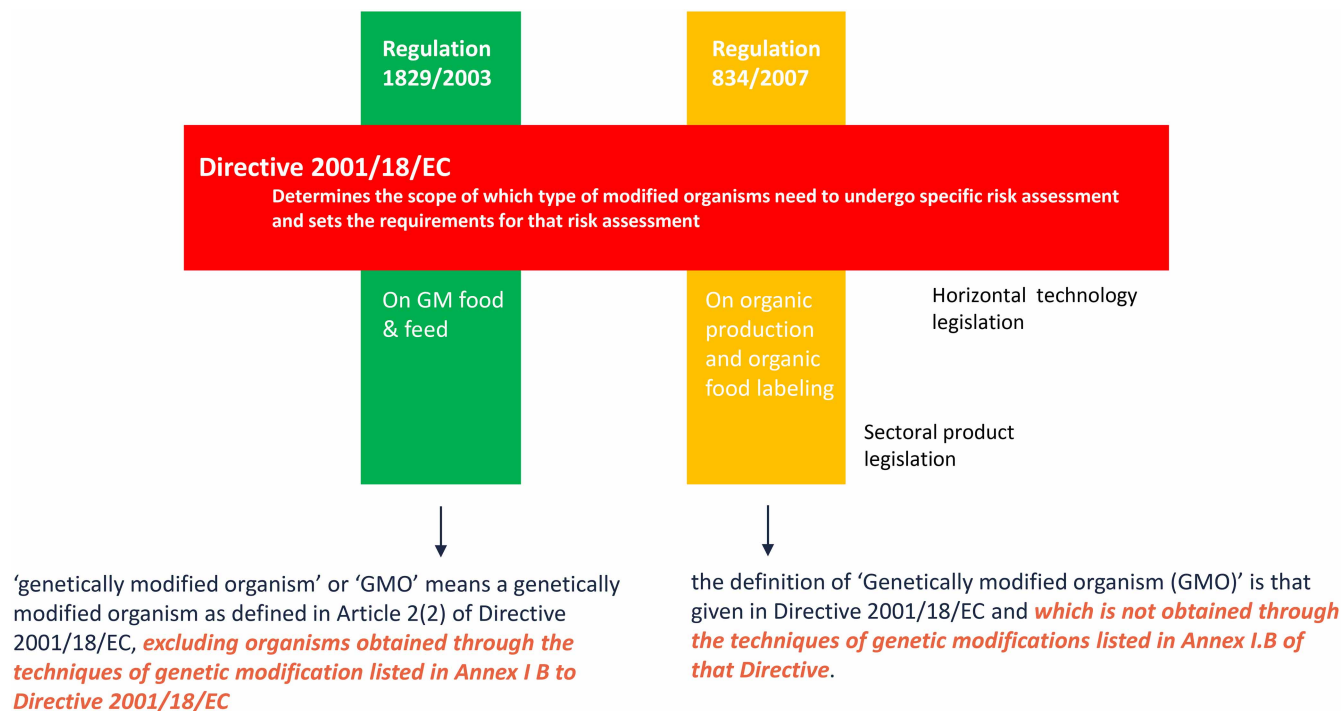 Regulation
1829/2003
Regulation
834/2007
Directive 2001/18/EC
Determines the scope of which type of modified organisms need to undergo specific risk assessment
and sets the requirements for that risk assessment
On GM food
& feed
On organic
production
and organic
food labeling
Horizontal technology
legislation
Sectoral product
legislation
‘genetically modified organism’ or ‘GMO’ means a genetically
modified organism as defined in Article 2(2) of Directive
2001/18/EC, excluding organisms obtained through the
techniques of genetic modification listed in Annex I B to
Directive 2001/18/EC
the definition of ‘Genetically modified organism (GMO)’ is that
given in Directive 2001/18/EC and which is not obtained through
the techniques of genetic modifications listed in Annex I.B of
that Directive.